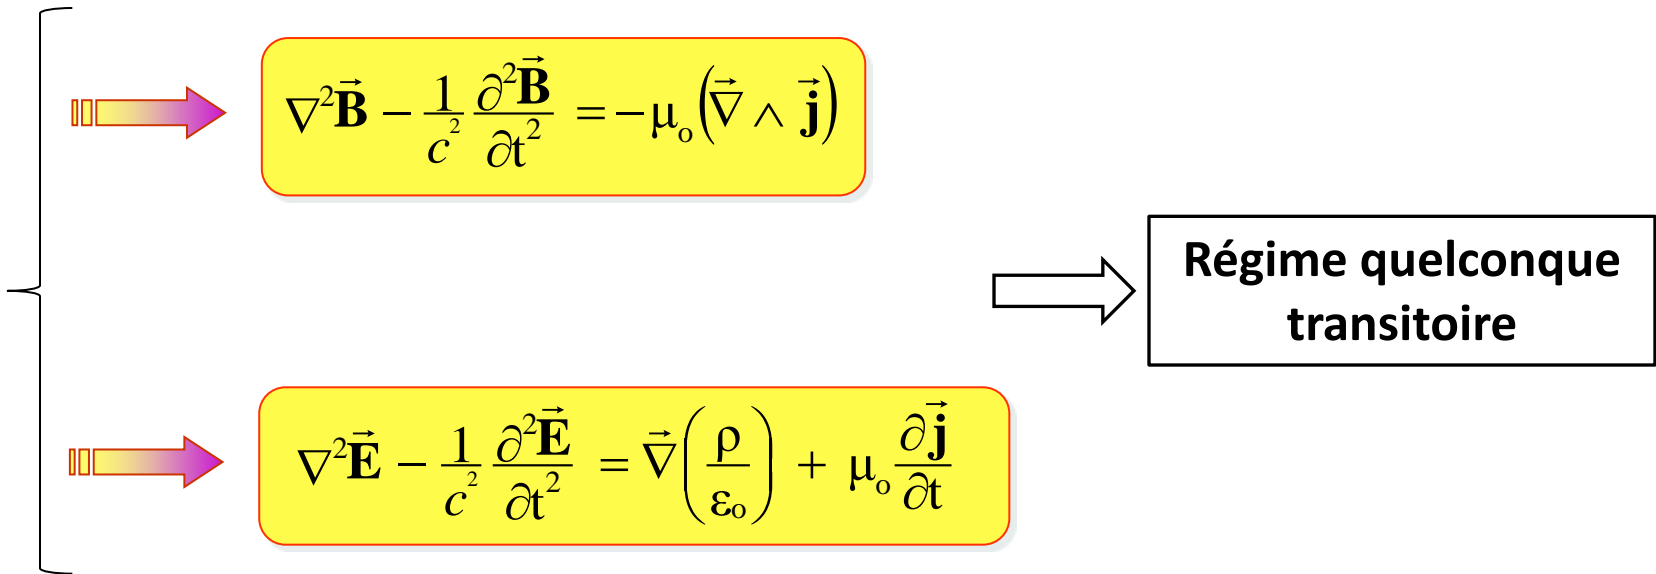 ∇²B⃗ − 1/c² ∂²B⃗/∂t² = −μ₀(∇⃗ ∧ j⃗)
Régime quelconque
transitoire
∇²E⃗ − 1/c² ∂²E⃗/∂t² = ∇⃗(ρ/ε₀) + μ₀ ∂j⃗/∂t